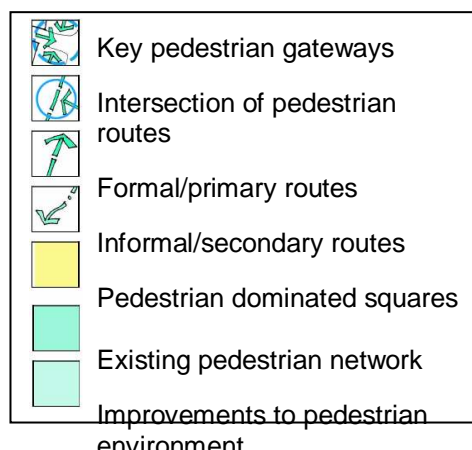 Key pedestrian gateways
Intersection of pedestrian
routes
Formal/primary routes
Informal/secondary routes
Pedestrian dominated squares
Existing pedestrian network
Improvements to pedestrian
environment